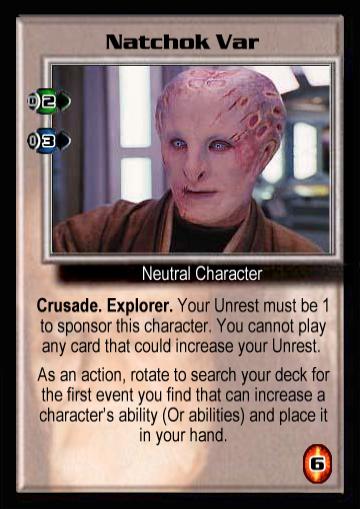 Natchok Var
2
3
Neutral Character
Crusade. Explorer. Your Unrest must be 1
to sponsor this character. You cannot play
any card that could increase your Unrest.
As an action, rotate to search your deck for
the first event you find that can increase a
character's ability (Or abilities) and place it
in your hand.
6